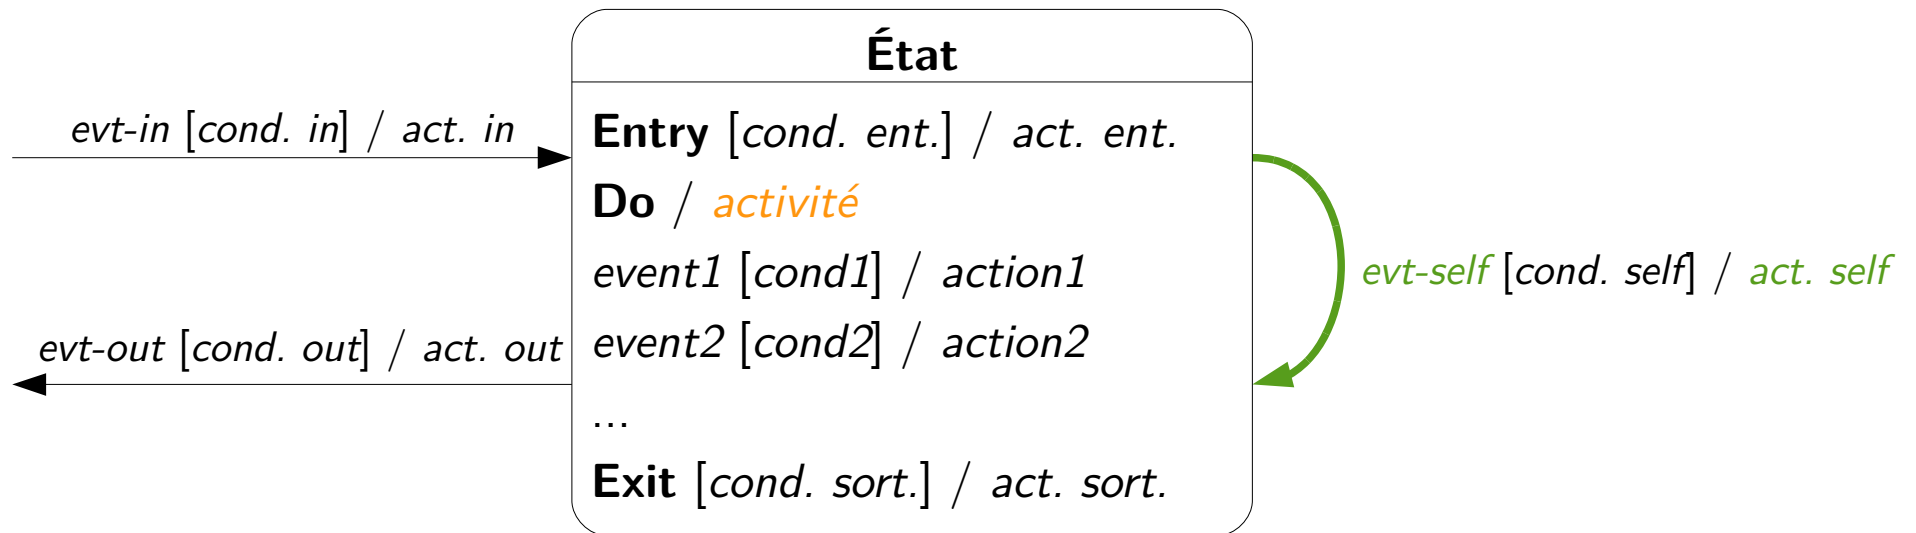 État
evt-in [cond. in] / act. in
Entry [cond. ent.] / act. ent.
Do / activité
event1 [cond1] / action1
evt-self [cond. self] / act. self
evt-out [cond. out] / act. out
event2 [cond2] / action2
...
Exit [cond. sort.] / act. sort.